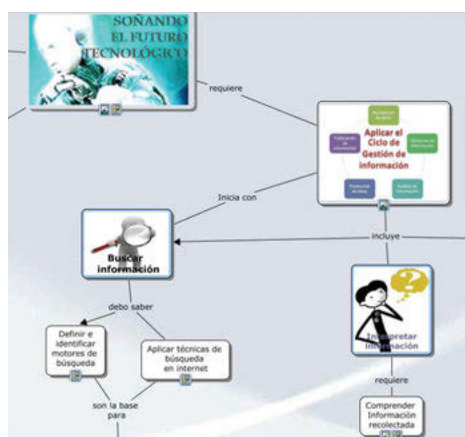 SOÑANDO
EL FUTURO
TECNOLÓGICO
requiere
Aplicar el
Ciclo de
Gestión de
información
Inicia con
incluye
Buscar
información
Interpretar
información
debo saber
Definir e
identificar
motores de
búsqueda
Aplicar técnicas de
búsqueda
en internet
requiere
son la base
para
Comprender
Información
recolectada